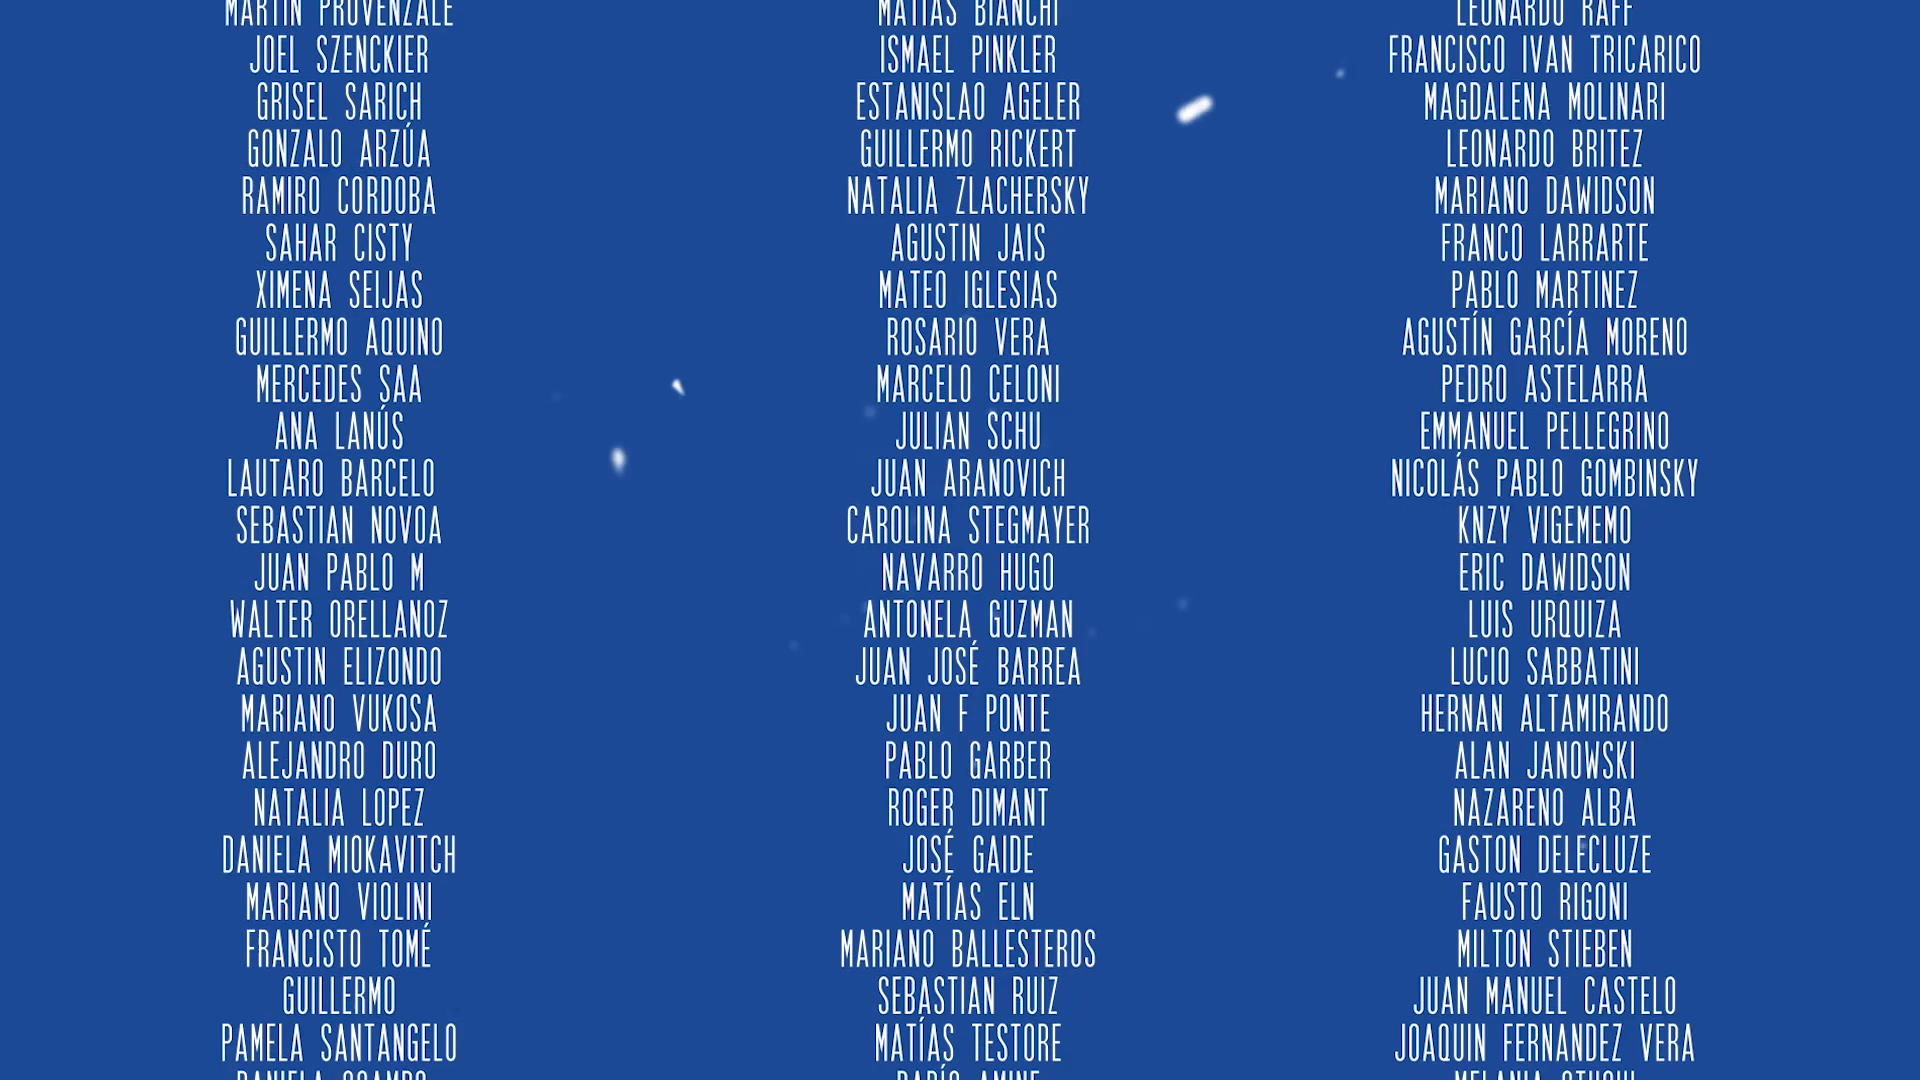 MARTIN PROVENZALE
JOEL SZENCKIER
GRISEL SARICH
GONZALO ARZÚA
RAMIRO CORDOBA
SAHAR CISTY
XIMENA SEIJAS
GUILLERMO AQUINO
MERCEDES SAA
ANA LANÚS
LAUTARO BARCELO
SEBASTIAN NOVOA
JUAN PABLO M
WALTER ORELLANOZ
AGUSTIN ELIZONDO
MARIANO VUKOSA
ALEJANDRO DURO
NATALIA LOPEZ
DANIELA MIOKAVITCH
MARIANO VIOLINI
FRANCISTO TOMÉ
GUILLERMO
PAMELA SANTANGELO
DANIELA OCAMPO
MATIAS BIANCHI
ISMAEL PINKLER
ESTANISLAO AGELER
GUILLERMO RICKERT
NATALIA ZLACHERSKY
AGUSTIN JAIS
MATEO IGLESIAS
ROSARIO VERA
MARCELO CELONI
JULIAN SCHU
JUAN ARANOVICH
CAROLINA STEGMAYER
NAVARRO HUGO
ANTONELA GUZMAN
JUAN JOSÉ BARREA
JUAN F PONTE
PABLO GARBER
ROGER DIMANT
JOSÉ GAIDE
MATÍAS ELN
MARIANO BALLESTEROS
SEBASTIAN RUIZ
MATÍAS TESTORE
DARÍO AMINE
LEONARDO RAFF
FRANCISCO IVAN TRICARICO
MAGDALENA MOLINARI
LEONARDO BRITEZ
MARIANO DAWIDSON
FRANCO LARRARTE
PABLO MARTINEZ
AGUSTÍN GARCÍA MORENO
PEDRO ASTELARRA
EMMANUEL PELLEGRINO
NICOLÁS PABLO GOMBINSKY
KNZY VIGEMEMO
ERIC DAWIDSON
LUIS URQUIZA
LUCIO SABBATINI
HERNAN ALTAMIRANDO
ALAN JANOWSKI
NAZARENO ALBA
GASTON DELECLUZE
FAUSTO RIGONI
MILTON STIEBEN
JUAN MANUEL CASTELO
JOAQUIN FERNANDEZ VERA
MELANIA